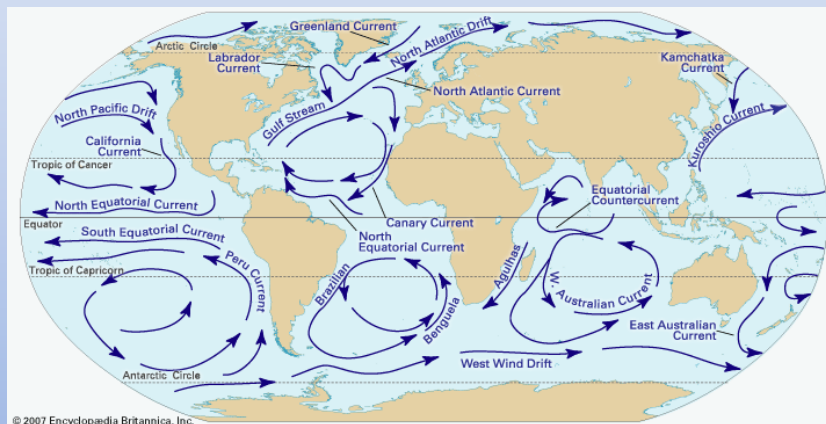 Greenland Current
North Atlantic Drift
Arctic Circle
Labrador
Current
Kamchatka
Current
North Atlantic Current
Gulf Stream
North Pacific Drift
California
Current
Kuroshio Current
Tropic of Cancer
Equatorial
Countercurrent
North Equatorial Current
Equator
Canary Current
South Equatorial Current
North
Equatorial Current
Tropic of Capricorn
Peru Current
Brazilian
Benguela
Agulhas
W. Australian Current
East Australian
Current
West Wind Drift
Antarctic Circle
© 2007 Encyclopædia Britannica, Inc.